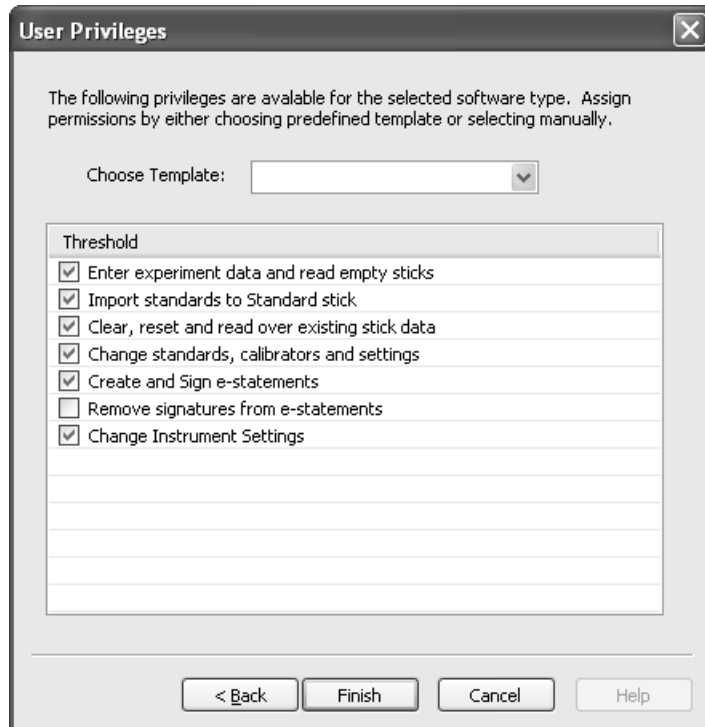 User Privileges
The following privileges are avalable for the selected software type. Assign
permissions by either choosing predefined template or selecting manually.
Choose Template:
Threshold
Enter experiment data and read empty sticks
Import standards to Standard stick
Clear, reset and read over existing stick data
Change standards, calibrators and settings
Create and Sign e-statements
Remove signatures from e-statements
Change Instrument Settings
< Back Finish Cancel Help